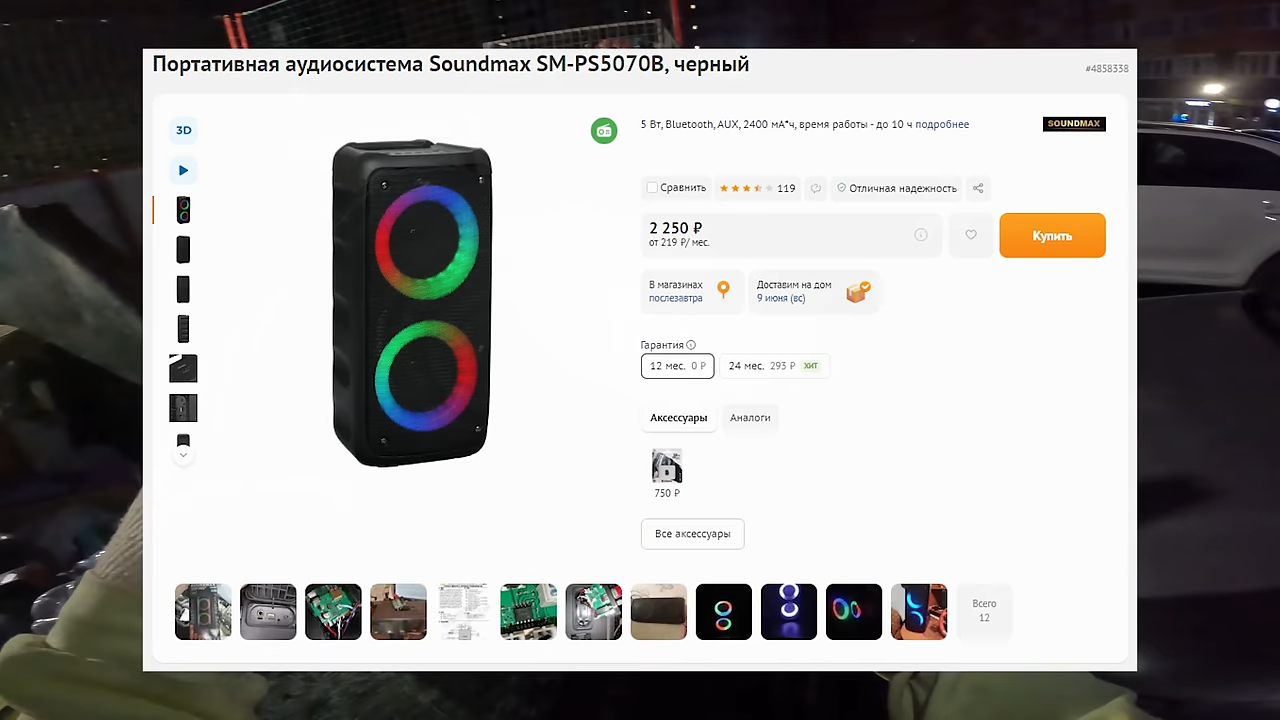 Портативная аудиосистема Soundmax SM-PS5070B, черный
#4858338
3D
5 Вт, Bluetooth, AUX, 2400 мА*ч, время работы - до 10 ч подробнее
SOUNDMAX
Сравнить
119
Отличная надежность
2 250 ₽
от 219 ₽/ мес.
Купить
В магазинах
послезавтра
Доставим на дом
9 июня (вс)
Гарантия
12 мес. 0 ₽
24 мес. 293 ₽ ХИТ
Аксессуары
Аналоги
750 ₽
Все аксессуары
Всего
12